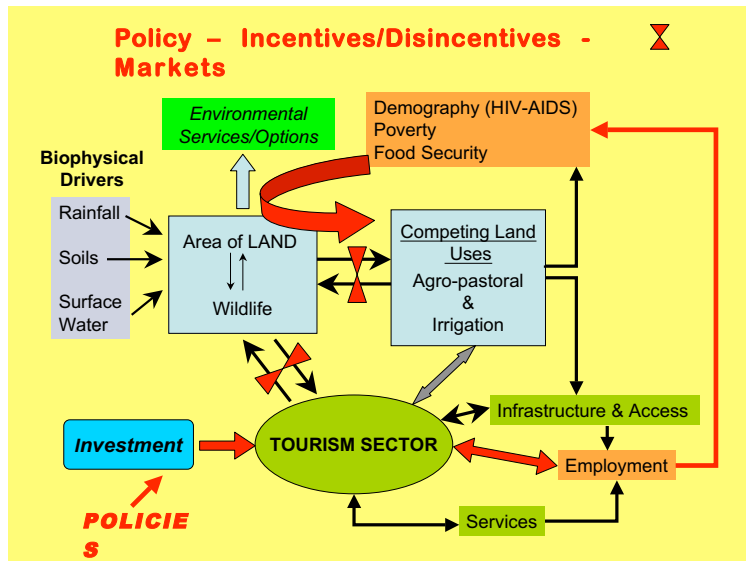 Policy – Incentives/Disincentives -
Markets
Environmental
Services/Options
Demography (HIV-AIDS)
Poverty
Food Security
Biophysical
Drivers
Rainfall
Soils
Surface
Water
Area of LAND
Wildlife
Competing Land
Uses
Agro-pastoral
&
Irrigation
Infrastructure & Access
Investment
TOURISM SECTOR
Employment
POLICIE
S
Services